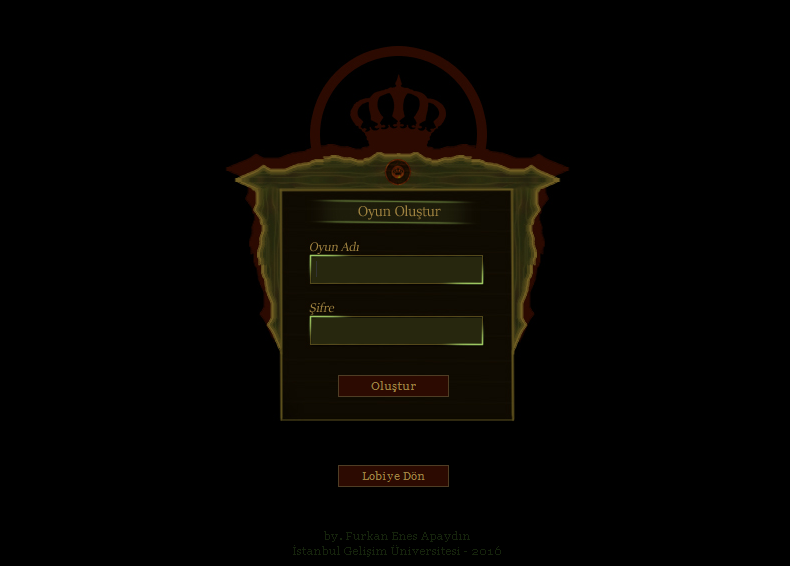 Oyun Oluştur
Oyun Adı
Şifre
Oluştur
Lobiye Dön
by. Furkan Enes Apaydın
İstanbul Gelişim Üniversitesi - 2016